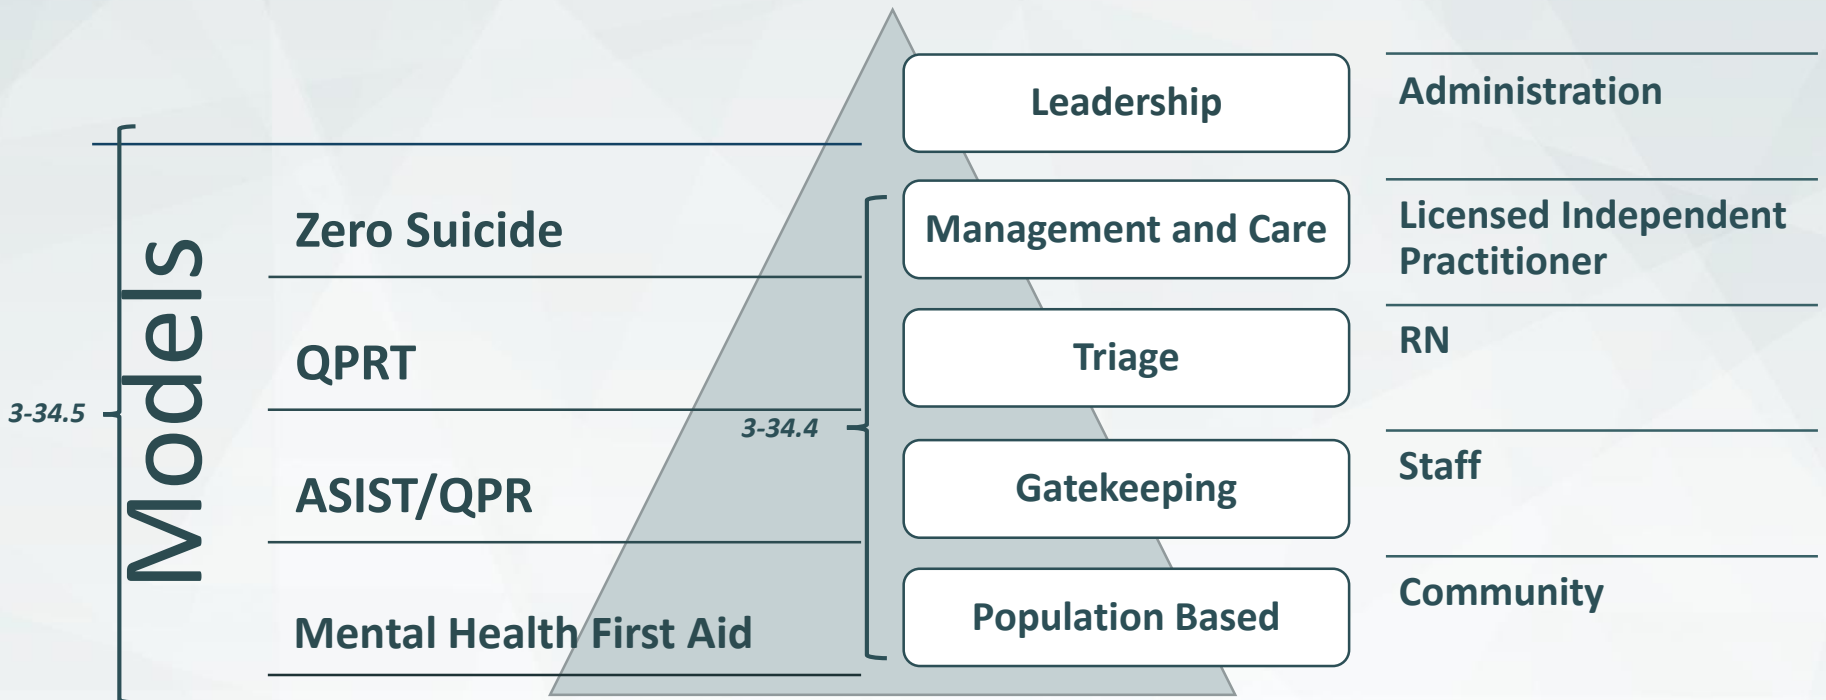 Models
3-34.5
Zero Suicide
QPRT
ASIST/QPR
Mental Health First Aid
3-34.4
Leadership
Management and Care
Triage
Gatekeeping
Population Based
Administration
Licensed Independent
Practitioner
RN
Staff
Community